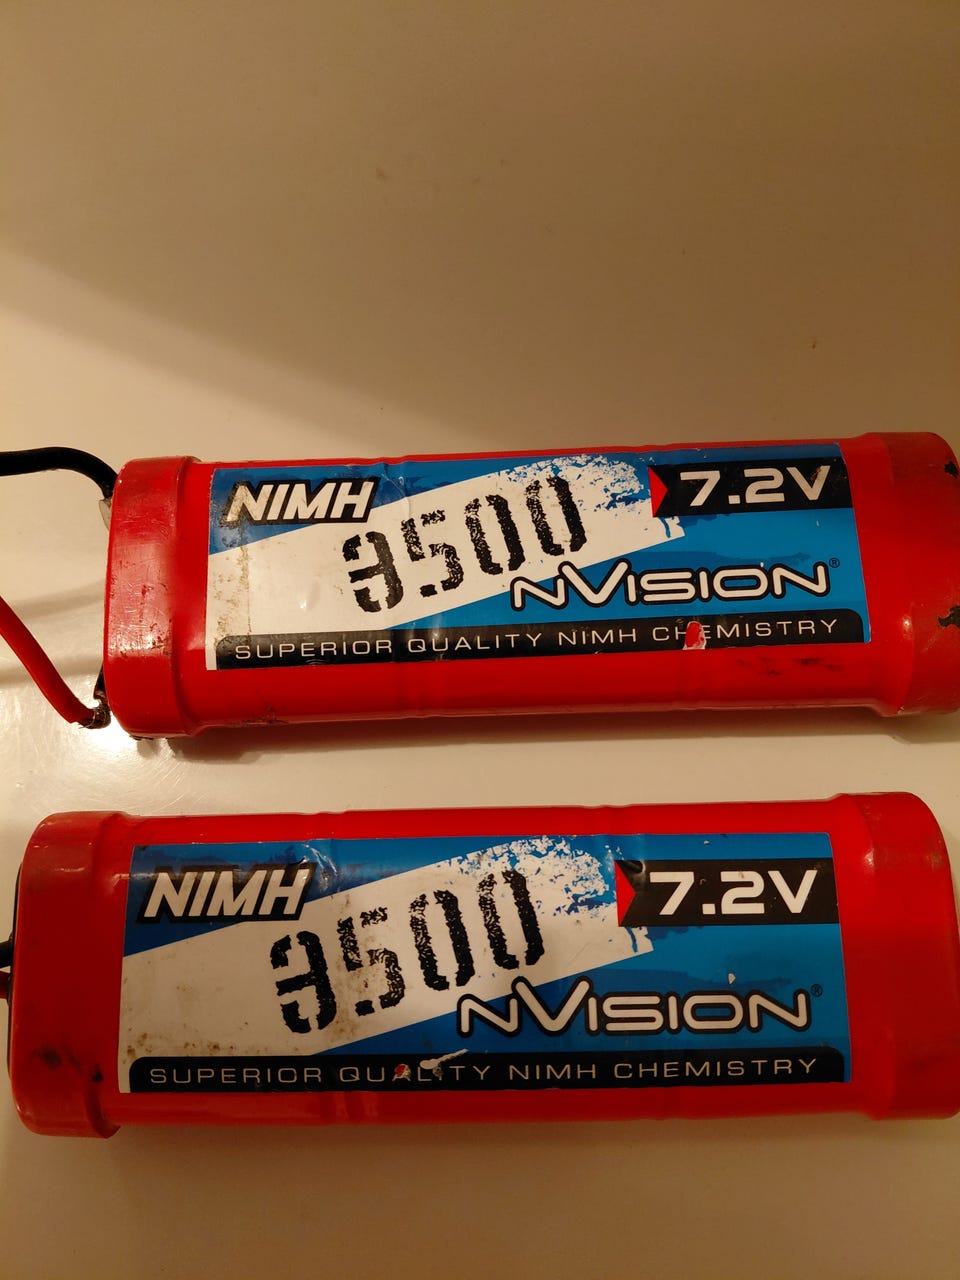 NIMH
3500
7.2V
NVISION®
SUPERIOR QUALITY NIMH CHEMISTRY
NIMH
3500
7.2V
NVISION®
SUPERIOR QUALITY NIMH CHEMISTRY